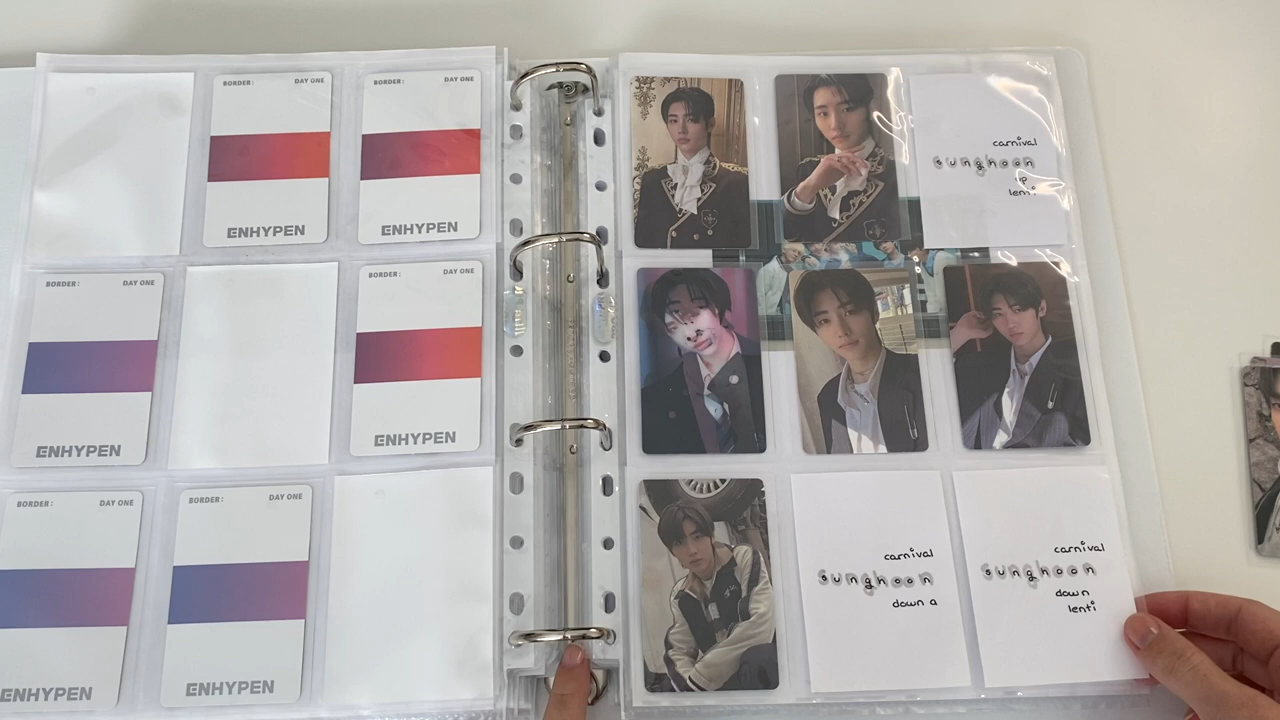 BORDER: DAY ONE
ENHYPEN
BORDER: DAY ONE
ENHYPEN
BORDER: DAY ONE
ENHYPEN
BORDER: DAY ONE
ENHYPEN
BORDER: DAY ONE
ENHYPEN
BORDER: DAY ONE
ENHYPEN
carnival
sunghoon
up
lenti
carnival
sunghoon
down a
carnival
sunghoon
down
lenti